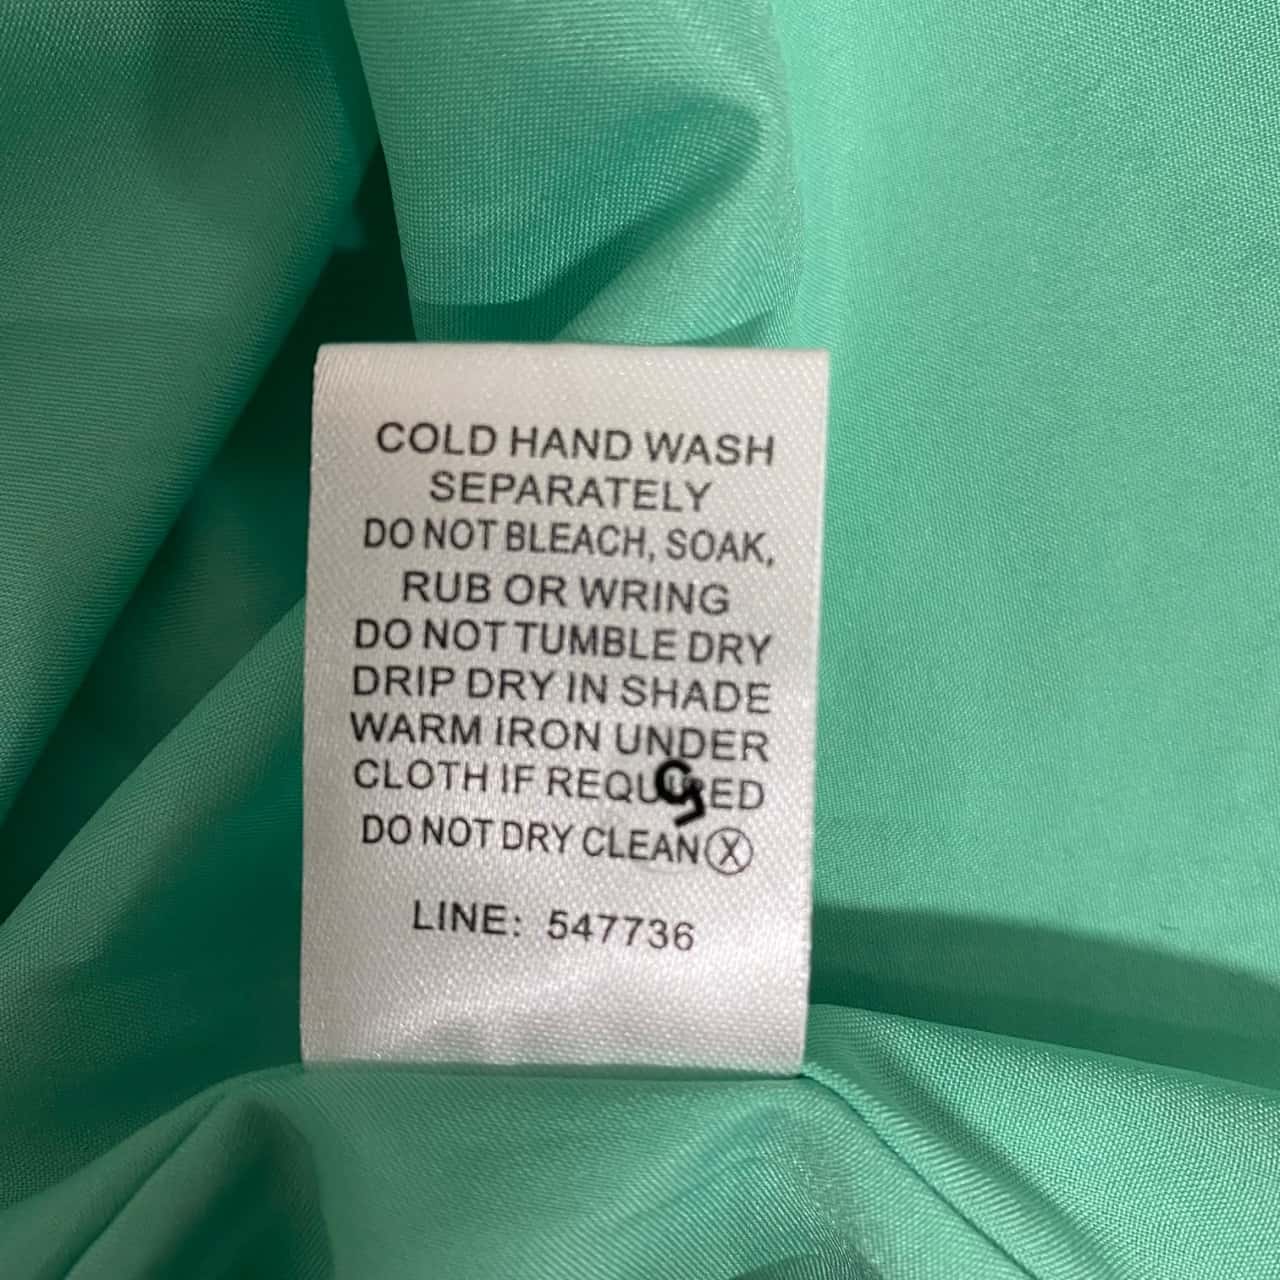 COLD HAND WASH
SEPARATELY
DO NOT BLEACH, SOAK,
RUB OR WRING
DO NOT TUMBLE DRY
DRIP DRY IN SHADE
WARM IRON UNDER
CLOTH IF REQUIRED
DO NOT DRY CLEAN Ⓧ
LINE: 547736